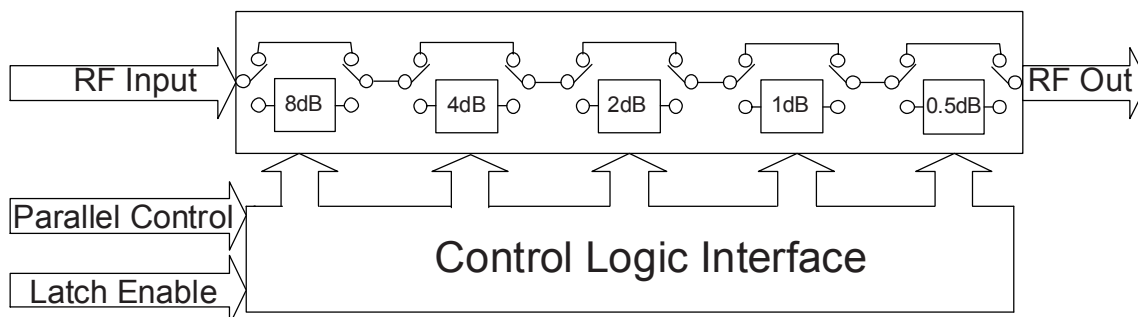 RF Input
8dB
4dB
2dB
1dB
0.5dB
RF Out
Parallel Control
Control Logic Interface
Latch Enable